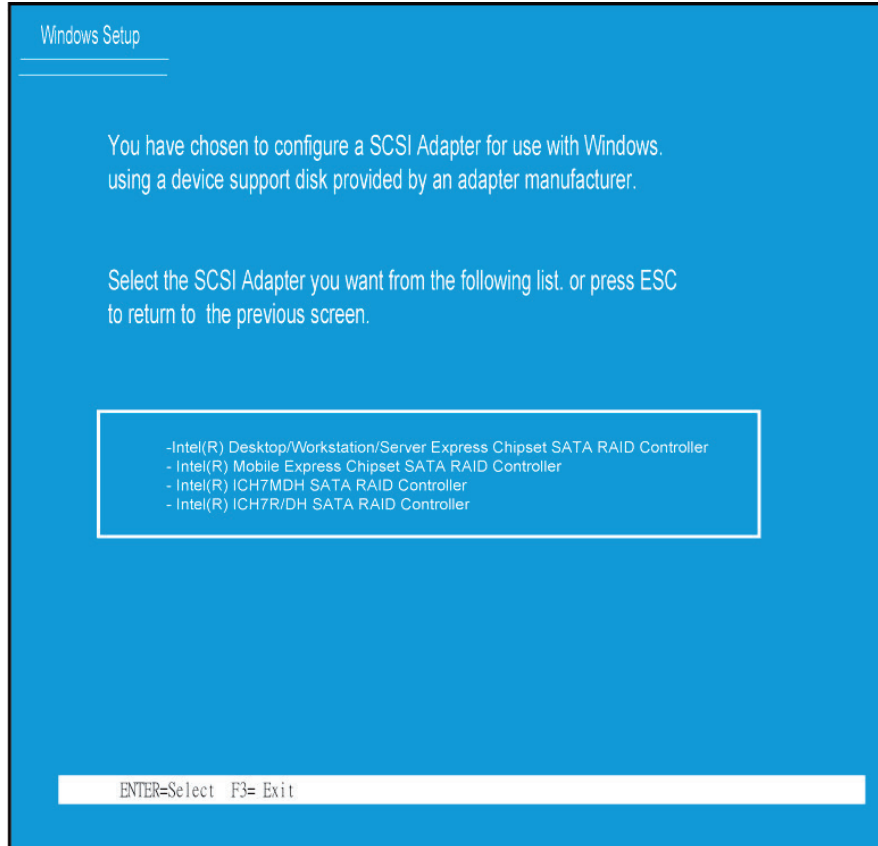 Windows Setup
You have chosen to configure a SCSI Adapter for use with Windows.
using a device support disk provided by an adapter manufacturer.
Select the SCSI Adapter you want from the following list. or press ESC
to return to the previous screen.
-Intel(R) Desktop/Workstation/Server Express Chipset SATA RAID Controller
- Intel(R) Mobile Express Chipset SATA RAID Controller
- Intel(R) ICH7MDH SATA RAID Controller
- Intel(R) ICH7R/DH SATA RAID Controller
ENTER=Select F3= Exit